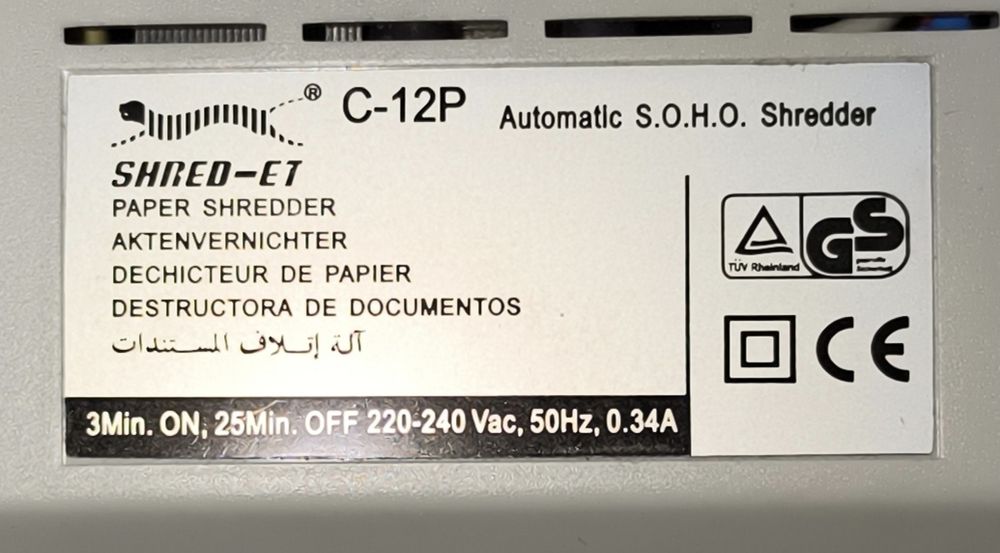 ® C-12P Automatic S.O.H.O. Shredder
SHRED-ET
PAPER SHREDDER
AKTENVERNICHTER
DECHICTEUR DE PAPIER
DESTRUCTORA DE DOCUMENTOS
آلة إتلاف المستندات
TÜV Rheinland GS
CE
3Min. ON, 25Min. OFF 220-240 Vac, 50Hz, 0.34A